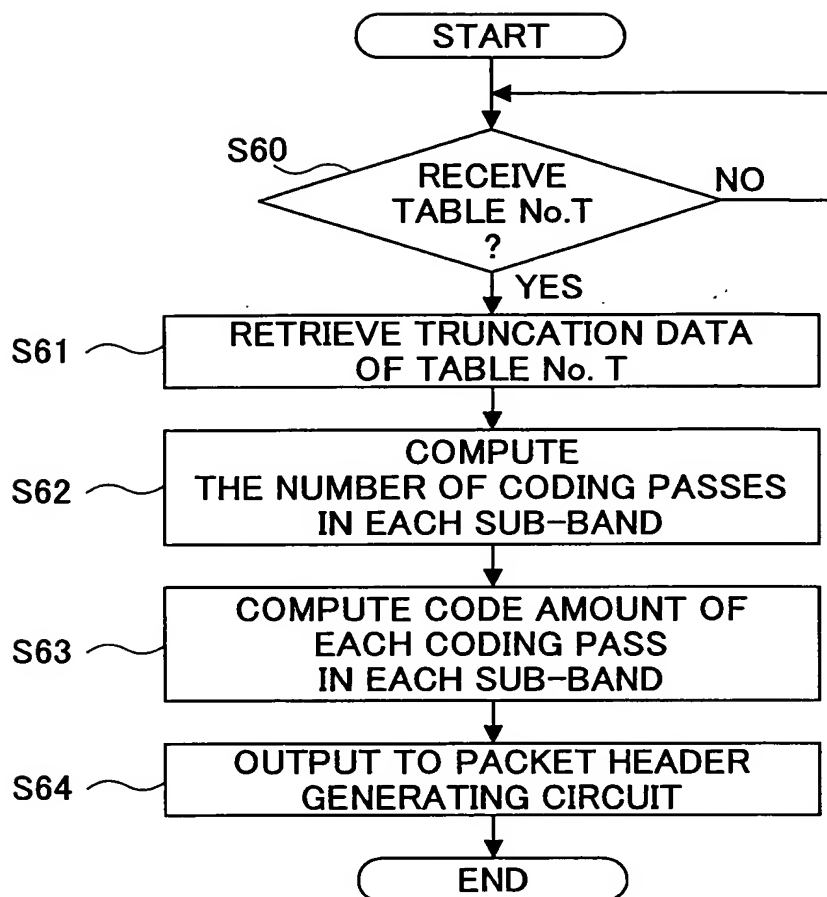 START
S60
RECEIVE
TABLE No.T
?
NO
YES
S61
RETRIEVE TRUNCATION DATA
OF TABLE No. T
S62
COMPUTE
THE NUMBER OF CODING PASSES
IN EACH SUB-BAND
S63
COMPUTE CODE AMOUNT OF
EACH CODING PASS
IN EACH SUB-BAND
S64
OUTPUT TO PACKET HEADER
GENERATING CIRCUIT
END